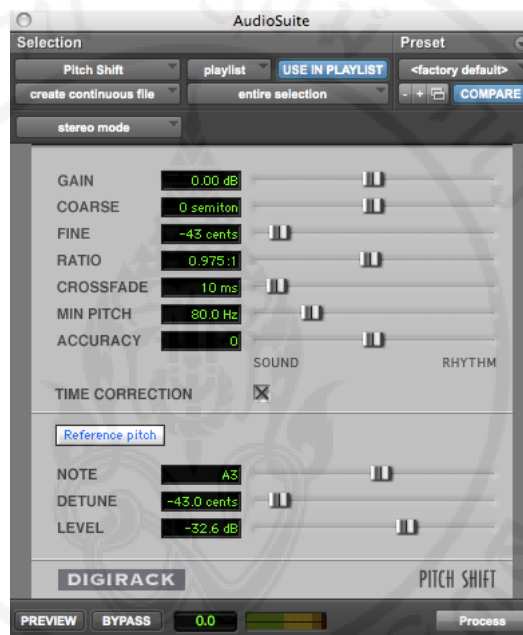 AudioSuite
Selection Preset
Pitch Shift playlist USE IN PLAYLIST <factory default>
create continuous file entire selection - + COMPARE
stereo mode
GAIN 0.00 dB
COARSE 0 semiton
FINE -43 cents
RATIO 0.975:1
CROSSFADE 10 ms
MIN PITCH 80.0 Hz
ACCURACY 0
SOUND RHYTHM
TIME CORRECTION
Reference pitch
NOTE A3
DETUNE -43.0 cents
LEVEL -32.6 dB
DIGIRACK PITCH SHIFT
PREVIEW BYPASS 0.0 Process